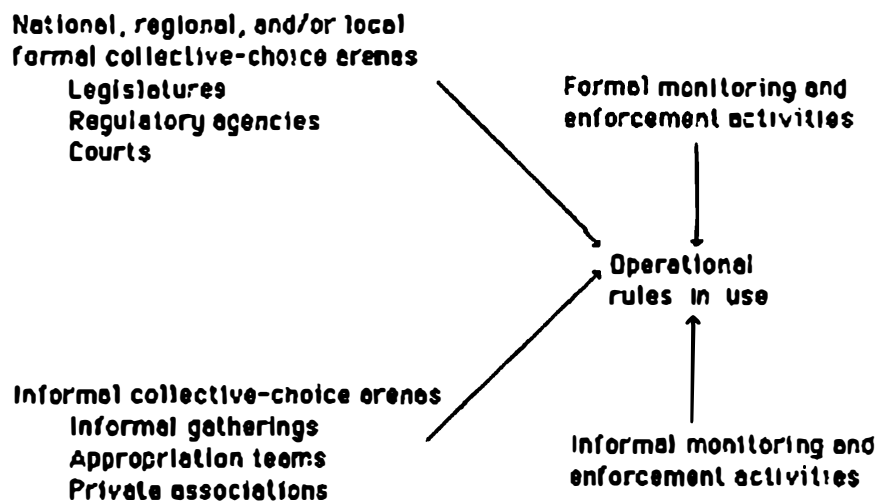 National, regional, and/or local
formal collective-choice arenas
Legislatures
Regulatory agencies
Courts
Formal monitoring and
enforcement activities
Operational
rules in use
Informal collective-choice arenas
Informal gatherings
Appropriation teams
Private associations
Informal monitoring and
enforcement activities